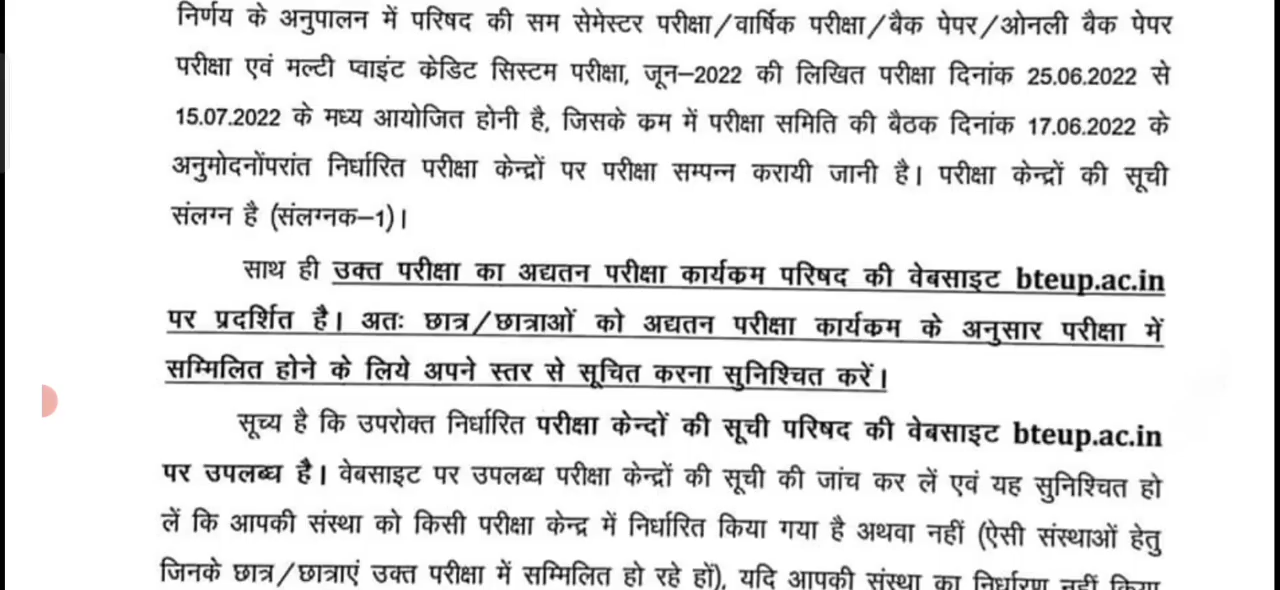 निर्णय के अनुपालन में परिषद की सम सेमेस्टर परीक्षा/वार्षिक परीक्षा/बैक पेपर/ओनली बैक पेपर
परीक्षा एवं मल्टी प्वाइंट केडिट सिस्टम परीक्षा, जून–2022 की लिखित परीक्षा दिनांक 25.06.2022 से
15.07.2022 के मध्य आयोजित होनी है, जिसके कम में परीक्षा समिति की बैठक दिनांक 17.06.2022 के
अनुमोदनोंपरांत निर्धारित परीक्षा केन्द्रों पर परीक्षा सम्पन्न करायी जानी है। परीक्षा केन्द्रों की सूची
संलग्न है (संलग्नक–1)।
साथ ही उक्त परीक्षा का अद्यतन परीक्षा कार्यकम परिषद की वेबसाइट bteup.ac.in
पर प्रदर्शित है। अतः छात्र/छात्राओं को अद्यतन परीक्षा कार्यकम के अनुसार परीक्षा में
सम्मिलित होने के लिये अपने स्तर से सूचित करना सुनिश्चित करें।
सूच्य है कि उपरोक्त निर्धारित परीक्षा केन्दों की सूची परिषद की वेबसाइट bteup.ac.in
पर उपलब्ध है। वेबसाइट पर उपलब्ध परीक्षा केन्द्रों की सूची की जांच कर लें एवं यह सुनिश्चित हो
लें कि आपकी संस्था को किसी परीक्षा केन्द्र में निर्धारित किया गया है अथवा नहीं (ऐसी संस्थाओं हेतु
जिनके छात्र/छात्राएं उक्त परीक्षा में सम्मिलित हो रहे हों), यदि आपकी संस्था का निर्धारण नहीं किया